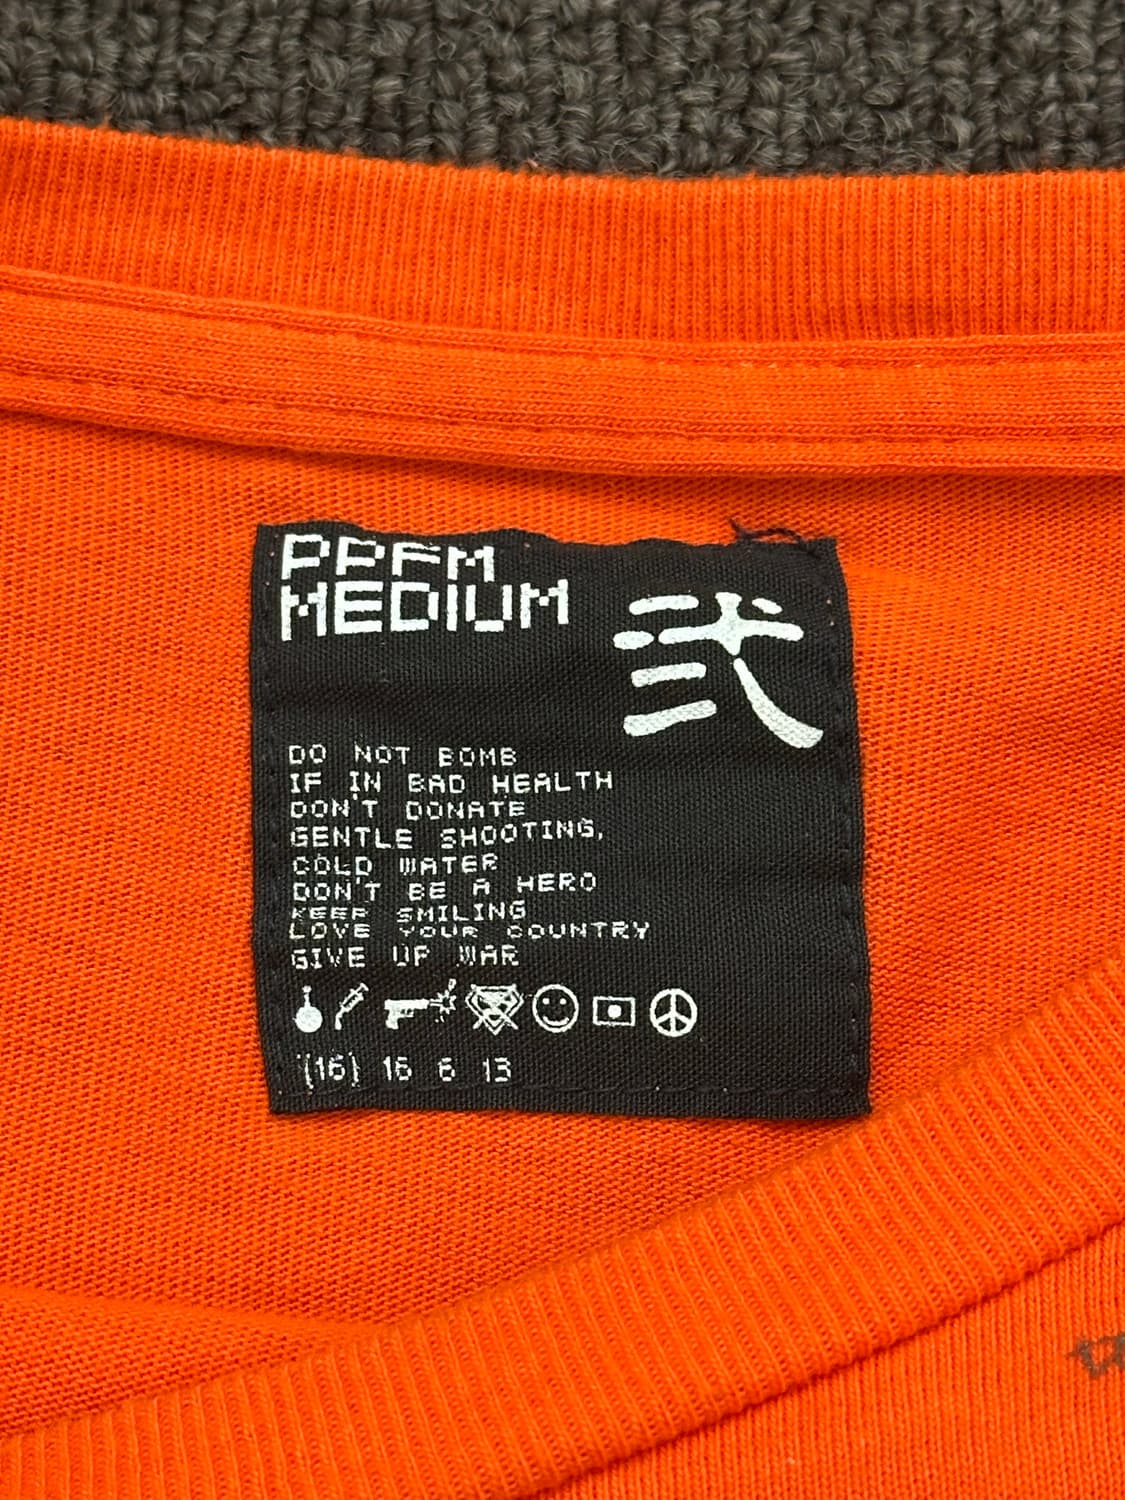 PPFM
MEDIUM
弐
DO NOT BOMB
IF IN BAD HEALTH
DON'T DONATE
GENTLE SHOOTING,
COLD WATER
DON'T BE A HERO
KEEP SMILING
LOVE YOUR COUNTRY
GIVE UP WAR
(16) 16 6 13